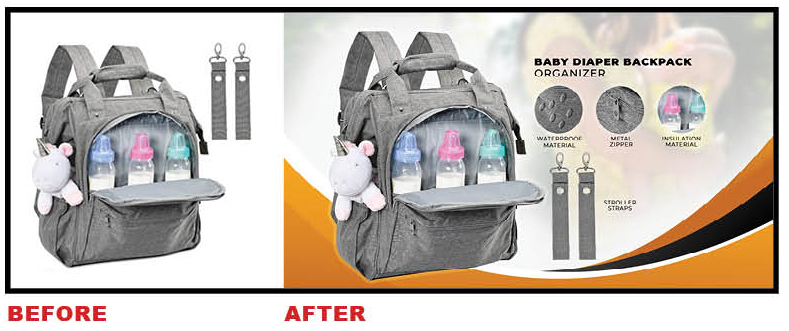 BABY DIAPER BACKPACK
ORGANIZER
WATERPROOF
MATERIAL
METAL
ZIPPER
INSULATION
MATERIAL
STROLLER
STRAPS
BEFORE
AFTER